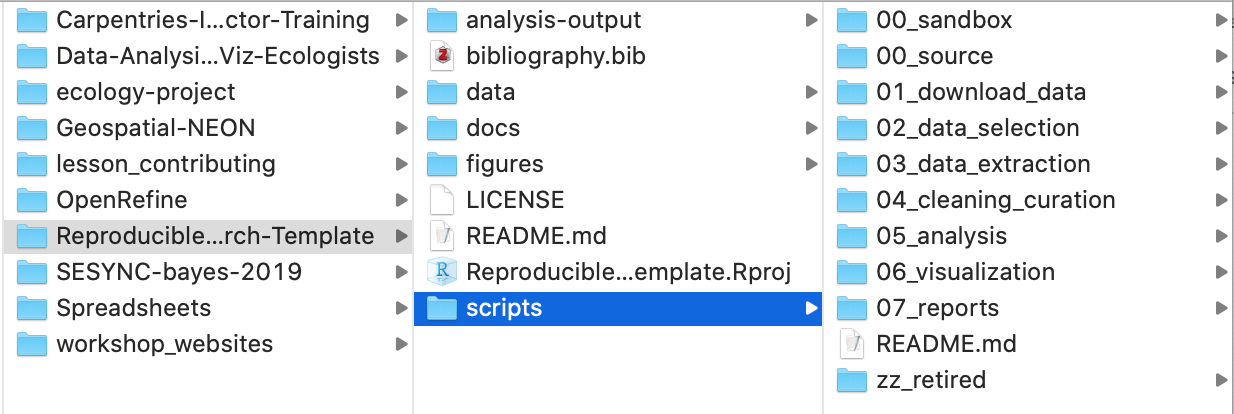 Carpentries-I...ctor-Training
Data-Analysi...Viz-Ecologists
ecology-project
Geospatial-NEON
lesson_contributing
OpenRefine
Reproducible...rch-Template
SESYNC-bayes-2019
Spreadsheets
workshop_websites
analysis-output
bibliography.bib
data
docs
figures
LICENSE
README.md
Reproducible...emplate.Rproj
scripts
00_sandbox
00_source
01_download_data
02_data_selection
03_data_extraction
04_cleaning_curation
05_analysis
06_visualization
07_reports
README.md
zz_retired